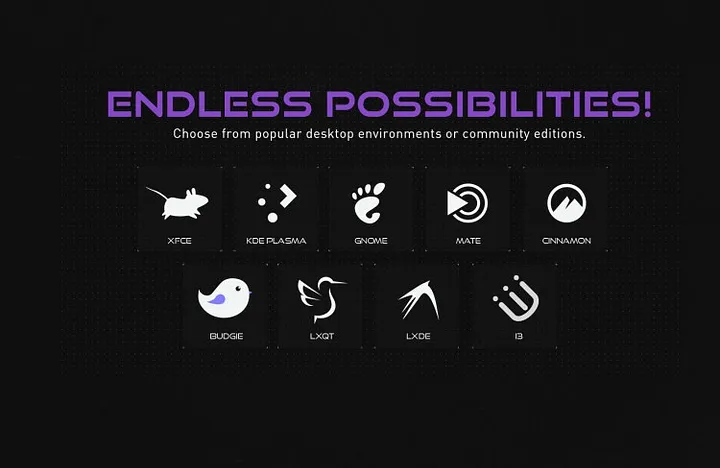 ENDLESS POSSIBILITIES!
Choose from popular desktop environments or community editions.
XFCE
KDE PLASMA
GNOME
MATE
CINNAMON
BUDGIE
LXQT
LXDE
I3